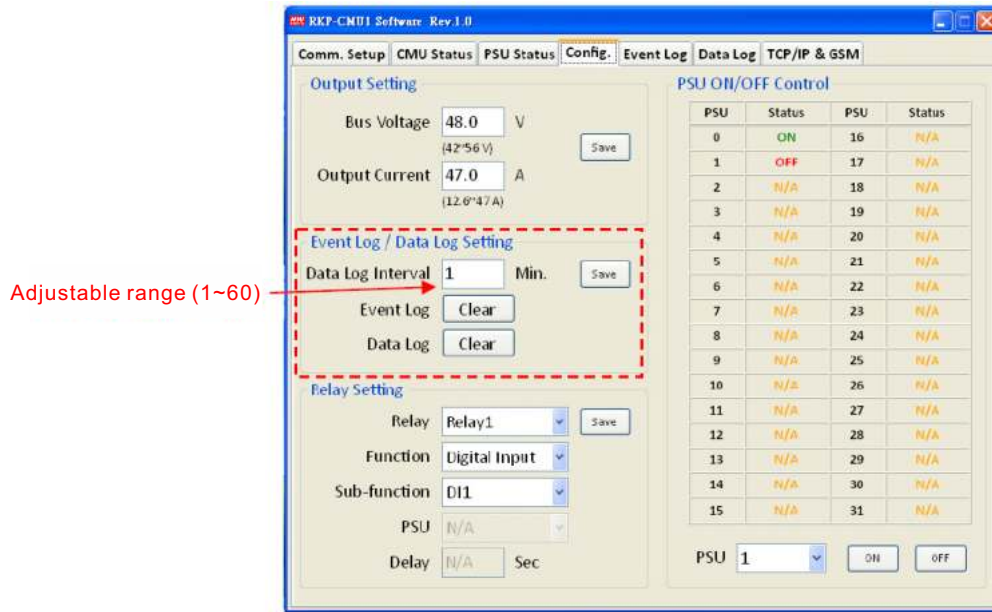 RKP-CMU1 Software Rev.1.0
Comm. Setup CMU Status PSU Status Config. Event Log Data Log TCP/IP & GSM
Output Setting
Bus Voltage 48.0 V
(42~56 V)
Save
Output Current 47.0 A
(12.6~47A)
Event Log / Data Log Setting
Data Log Interval 1 Min. Save
Adjustable range (1~60)
Event Log Clear
Data Log Clear
Relay Setting
Relay Relay1 Save
Function Digital Input
Sub-function DI1
PSU N/A
Delay N/A Sec
PSU ON/OFF Control
PSU Status PSU Status
0 ON 16 N/A
1 OFF 17 N/A
2 N/A 18 N/A
3 N/A 19 N/A
4 N/A 20 N/A
5 N/A 21 N/A
6 N/A 22 N/A
7 N/A 23 N/A
8 N/A 24 N/A
9 N/A 25 N/A
10 N/A 26 N/A
11 N/A 27 N/A
12 N/A 28 N/A
13 N/A 29 N/A
14 N/A 30 N/A
15 N/A 31 N/A
PSU 1 ON OFF